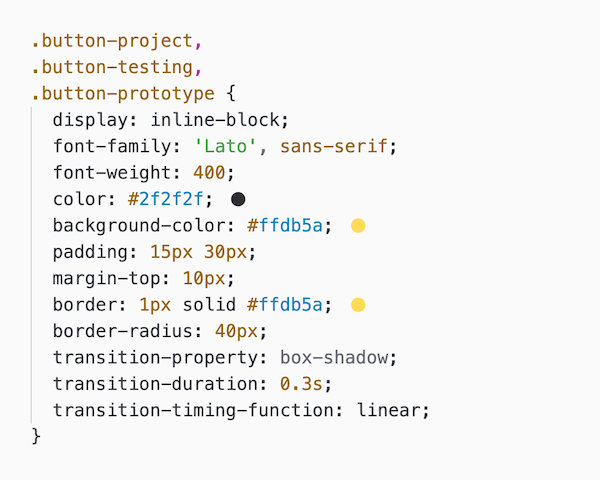 .button-project,
.button-testing,
.button-prototype {
  display: inline-block;
  font-family: 'Lato', sans-serif;
  font-weight: 400;
  color: #2f2f2f;
  background-color: #ffdb5a;
  padding: 15px 30px;
  margin-top: 10px;
  border: 1px solid #ffdb5a;
  border-radius: 40px;
  transition-property: box-shadow;
  transition-duration: 0.3s;
  transition-timing-function: linear;
}